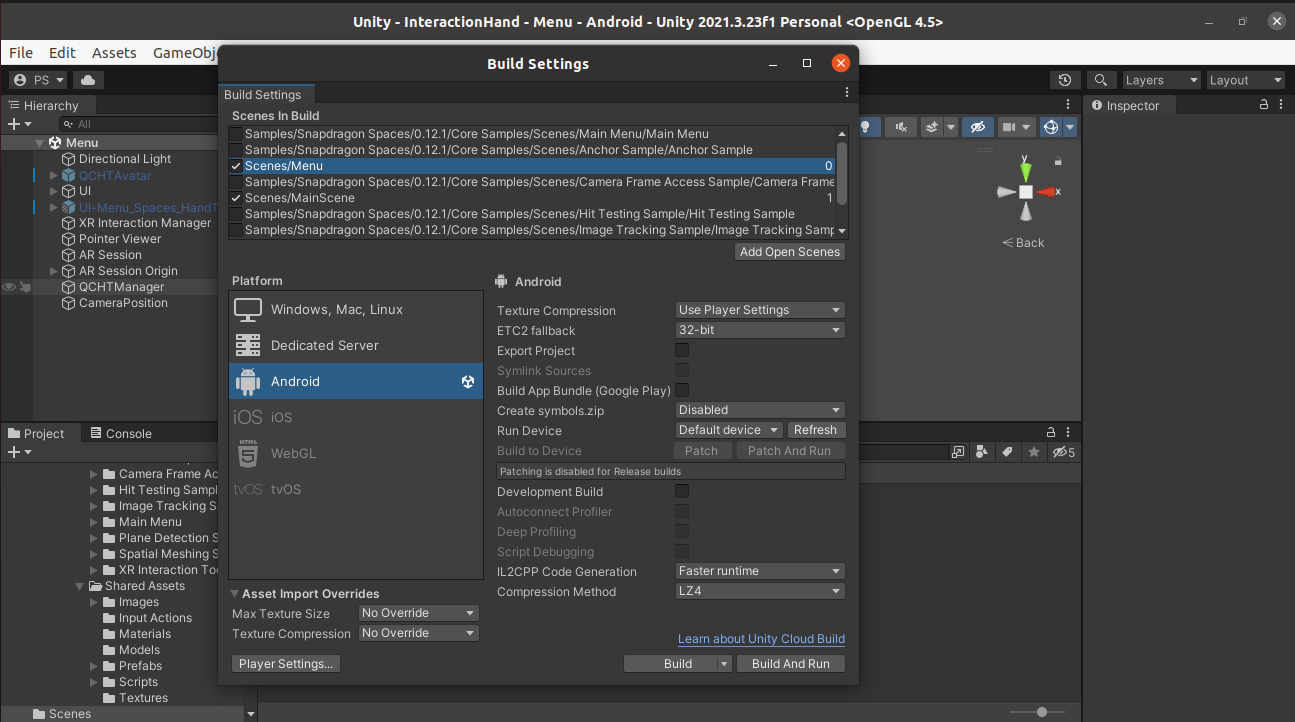 Unity - InteractionHand - Menu - Android - Unity 2021.3.23f1 Personal <OpenGL 4.5>
File Edit Assets GameObj
PS
Layers
Layout
Hierarchy
All
Menu
Directional Light
QCHTAvatar
UI
UI-Menu_Spaces_HandT
XR Interaction Manager
Pointer Viewer
AR Session
AR Session Origin
QCHTManager
CameraPosition
Build Settings
Build Settings
Scenes In Build
Samples/Snapdragon Spaces/0.12.1/Core Samples/Scenes/Main Menu/Main Menu
Samples/Snapdragon Spaces/0.12.1/Core Samples/Scenes/Anchor Sample/Anchor Sample
Scenes/Menu 0
Samples/Snapdragon Spaces/0.12.1/Core Samples/Scenes/Camera Frame Access Sample/Camera Frame
Scenes/MainScene 1
Samples/Snapdragon Spaces/0.12.1/Core Samples/Scenes/Hit Testing Sample/Hit Testing Sample
Samples/Snapdragon Spaces/0.12.1/Core Samples/Scenes/Image Tracking Sample/Image Tracking Samp
Add Open Scenes
Platform
Windows, Mac, Linux
Dedicated Server
Android
iOS iOS
WebGL
tvOS tvOS
Android
Texture Compression Use Player Settings
ETC2 fallback 32-bit
Export Project
Symlink Sources
Build App Bundle (Google Play)
Create symbols.zip Disabled
Run Device Default device Refresh
Build to Device Patch Patch And Run
Patching is disabled for Release builds
Development Build
Autoconnect Profiler
Deep Profiling
Script Debugging
IL2CPP Code Generation Faster runtime
Compression Method LZ4
Asset Import Overrides
Max Texture Size No Override
Texture Compression No Override
Learn about Unity Cloud Build
Player Settings...
Build
Build And Run
Inspector
y
x
Back
Project
Console
5
Camera Frame Ac
Hit Testing Sampl
Image Tracking S
Main Menu
Plane Detection S
Spatial Meshing S
XR Interaction Too
Shared Assets
Images
Input Actions
Materials
Models
Prefabs
Scripts
Textures
Scenes